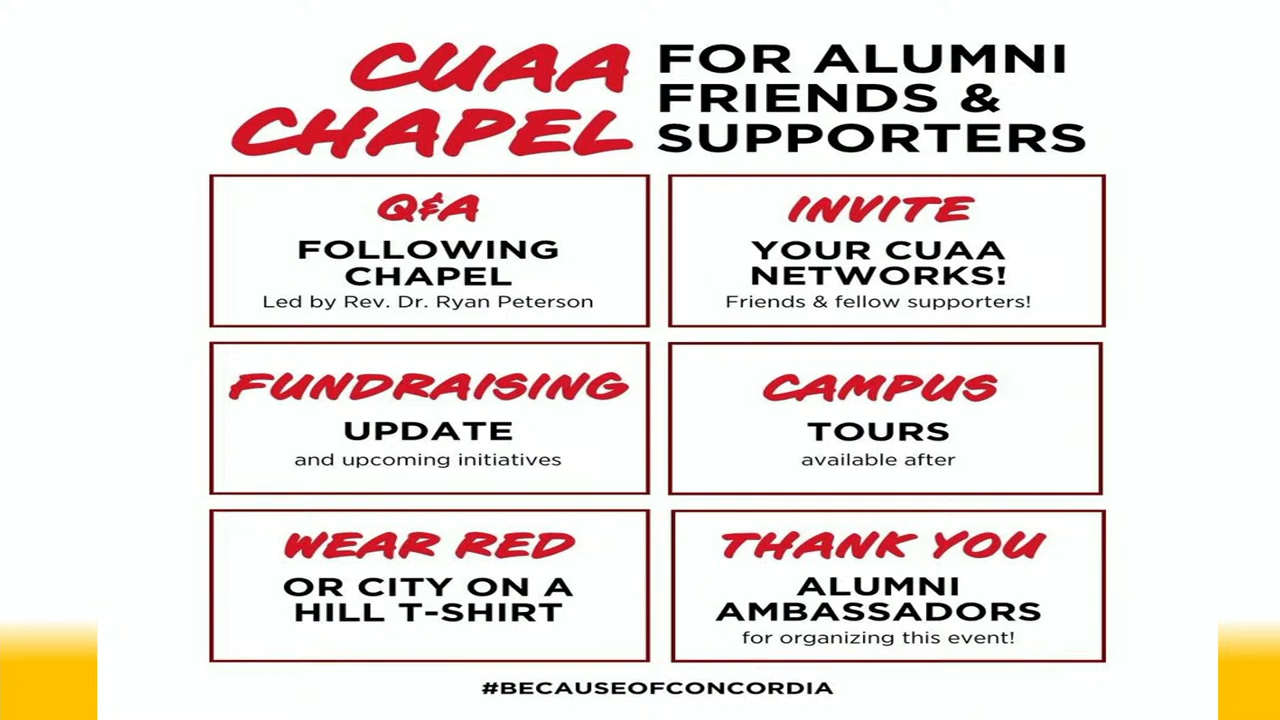 CUAA
CHAPEL
FOR ALUMNI
FRIENDS &
SUPPORTERS
Q&A
FOLLOWING
CHAPEL
Led by Rev. Dr. Ryan Peterson
INVITE
YOUR CUAA
NETWORKS!
Friends & fellow supporters!
FUNDRAISING
UPDATE
and upcoming initiatives
CAMPUS
TOURS
available after
WEAR RED
OR CITY ON A
HILL T-SHIRT
THANK YOU
ALUMNI
AMBASSADORS
for organizing this event!
#BECAUSEOFCONCORDIA